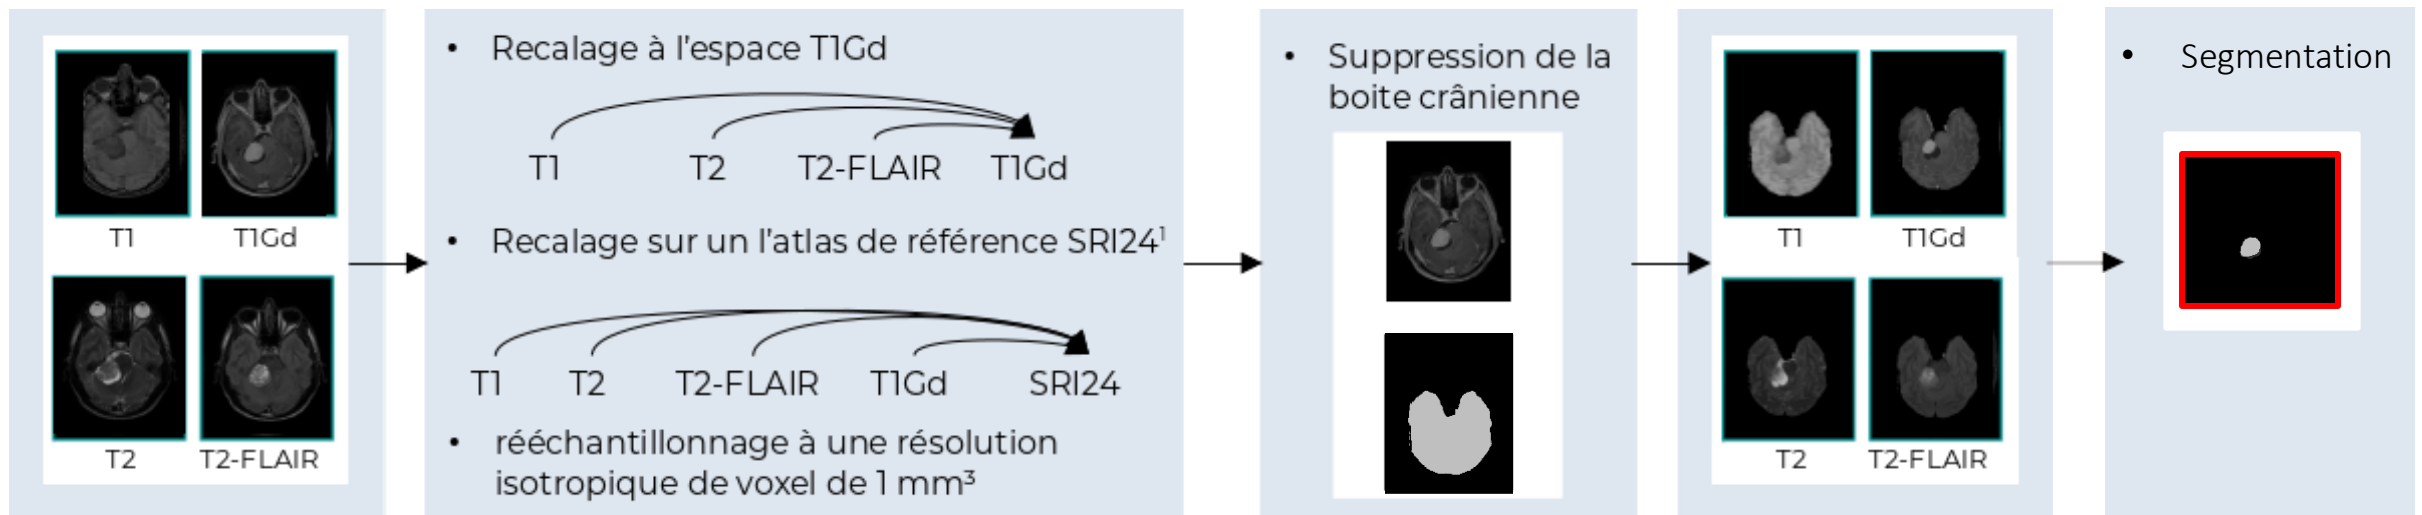 T1
T1Gd
T2
T2-FLAIR
• Recalage à l'espace T1Gd
T1
T2
T2-FLAIR
T1Gd
• Recalage sur un l'atlas de référence SRI24¹
T1
T2
T2-FLAIR
T1Gd
SRI24
• rééchantillonnage à une résolution
isotropique de voxel de 1 mm³
• Suppression de la
boite crânienne
T1
T1Gd
T2
T2-FLAIR
• Segmentation